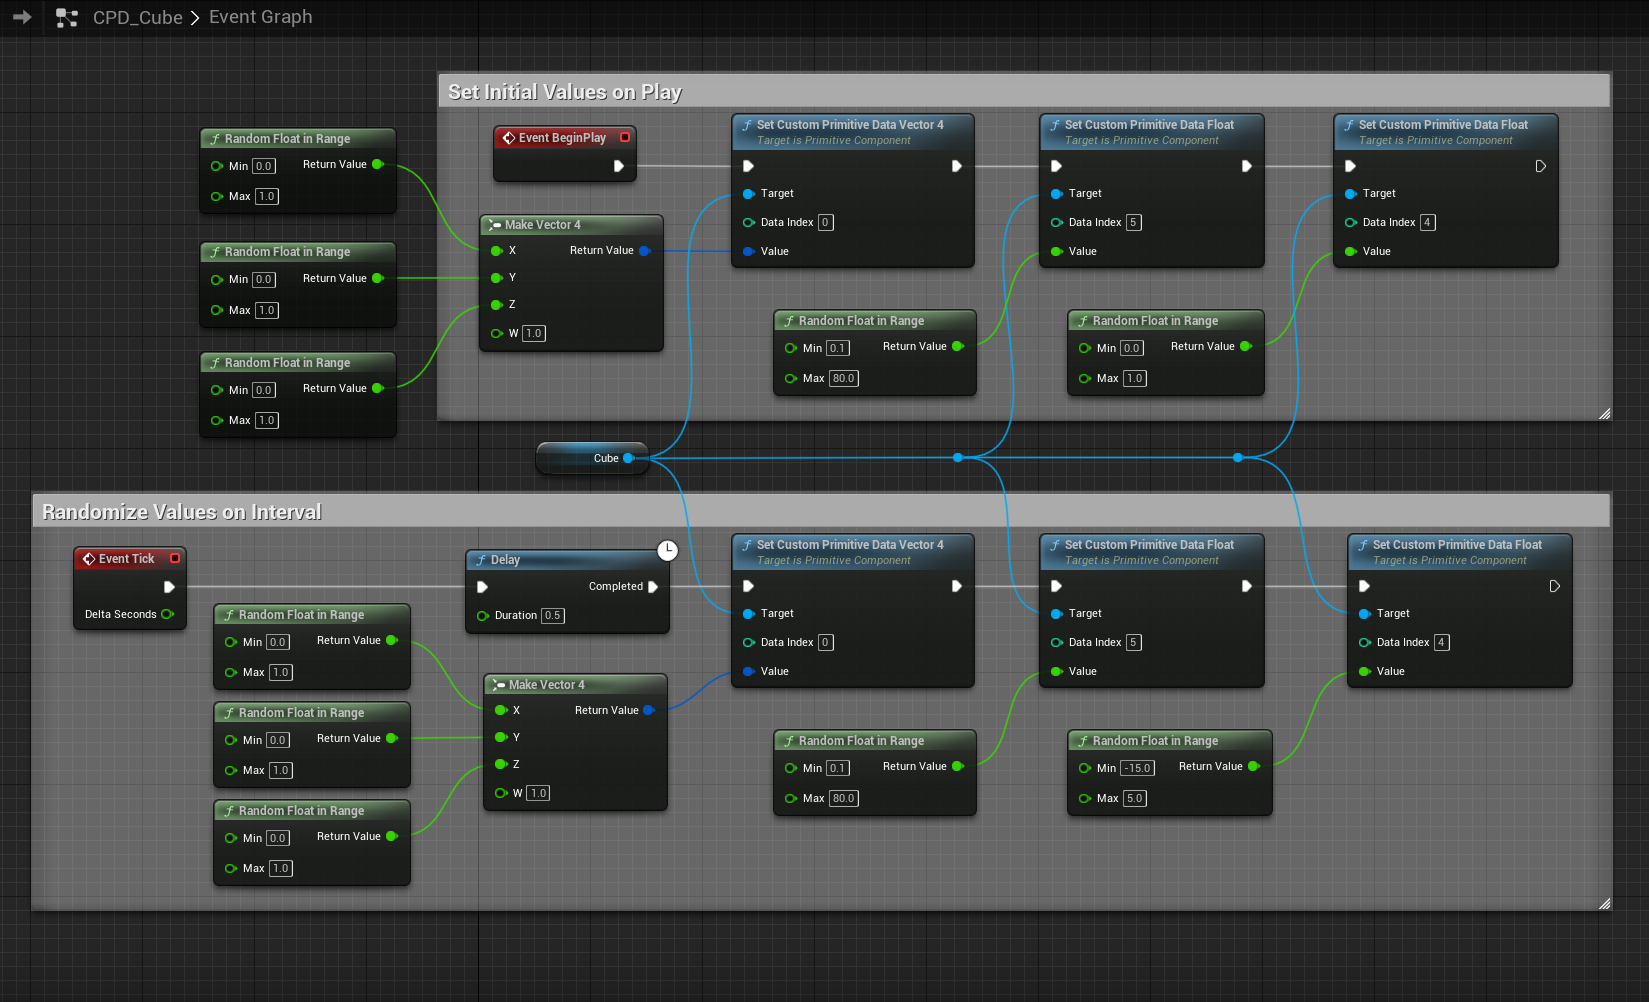 CPD_Cube > Event Graph
Set Initial Values on Play
Random Float in Range
Min 0.0
Return Value
Max 1.0
Random Float in Range
Min 0.0
Return Value
Max 1.0
Random Float in Range
Min 0.0
Return Value
Max 1.0
Event BeginPlay
Make Vector 4
X
Return Value
Y
Z
W 1.0
Set Custom Primitive Data Vector 4
Target is Primitive Component
Target
Data Index 0
Value
Set Custom Primitive Data Float
Target is Primitive Component
Target
Data Index 5
Value
Set Custom Primitive Data Float
Target is Primitive Component
Target
Data Index 4
Value
Random Float in Range
Min 0.1
Return Value
Max 80.0
Random Float in Range
Min 0.0
Return Value
Max 1.0
Cube
Randomize Values on Interval
Event Tick
Delta Seconds
Random Float in Range
Min 0.0
Return Value
Max 1.0
Random Float in Range
Min 0.0
Return Value
Max 1.0
Random Float in Range
Min 0.0
Return Value
Max 1.0
Delay
Completed
Duration 0.5
Make Vector 4
X
Return Value
Y
Z
W 1.0
Set Custom Primitive Data Vector 4
Target is Primitive Component
Target
Data Index 0
Value
Set Custom Primitive Data Float
Target is Primitive Component
Target
Data Index 5
Value
Set Custom Primitive Data Float
Target is Primitive Component
Target
Data Index 4
Value
Random Float in Range
Min 0.1
Return Value
Max 80.0
Random Float in Range
Min -15.0
Return Value
Max 5.0